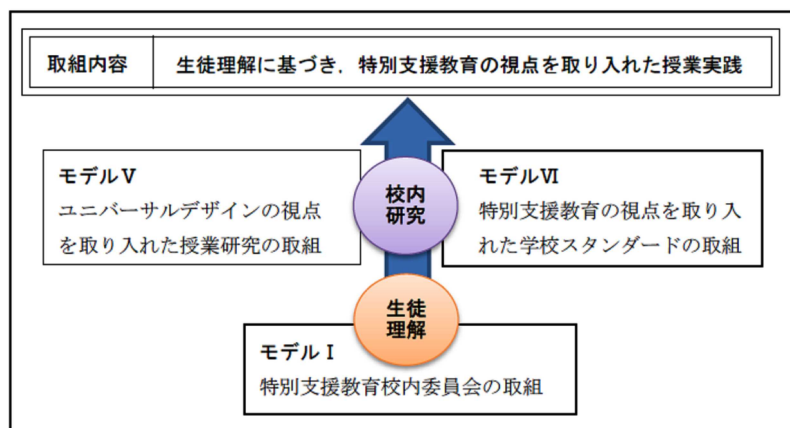 取組内容 生徒理解に基づき，特別支援教育の視点を取り入れた授業実践
モデルⅤ
ユニバーサルデザインの視点
を取り入れた授業研究の取組
校内
研究
モデルⅥ
特別支援教育の視点を取り入
れた学校スタンダードの取組
生徒
理解
モデルⅠ
特別支援教育校内委員会の取組